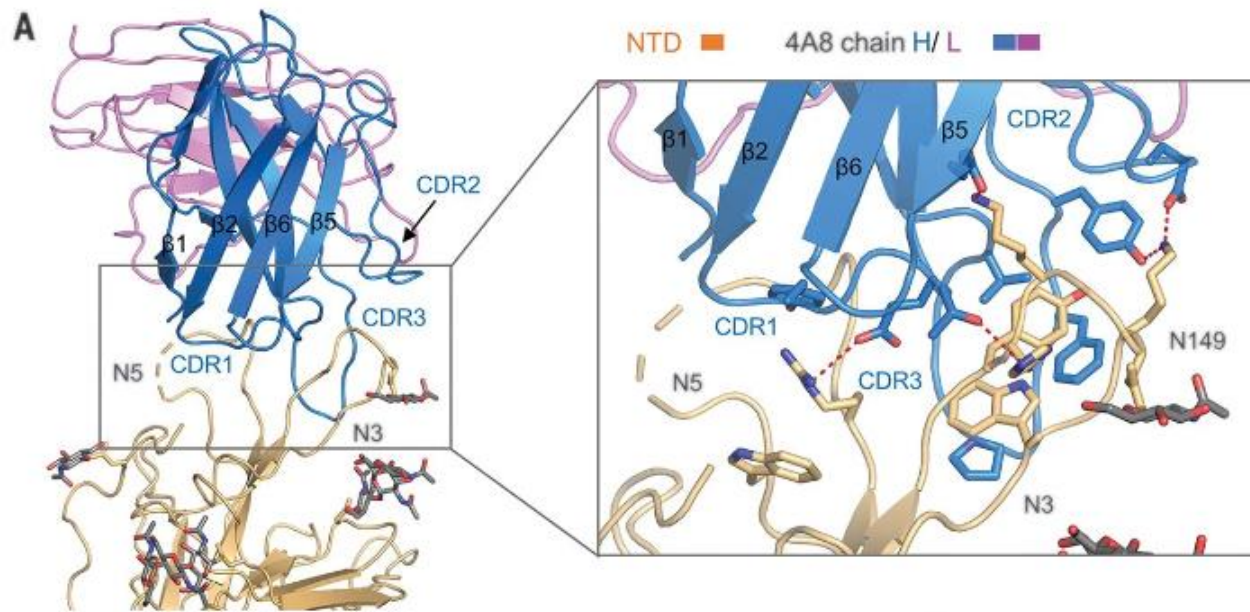 A
NTD
4A8 chain H/ L
β1
β2
β6
β5
CDR2
CDR1
CDR3
N5
N3
β1
β2
β6
β5
CDR2
CDR1
CDR3
N5
N149
N3